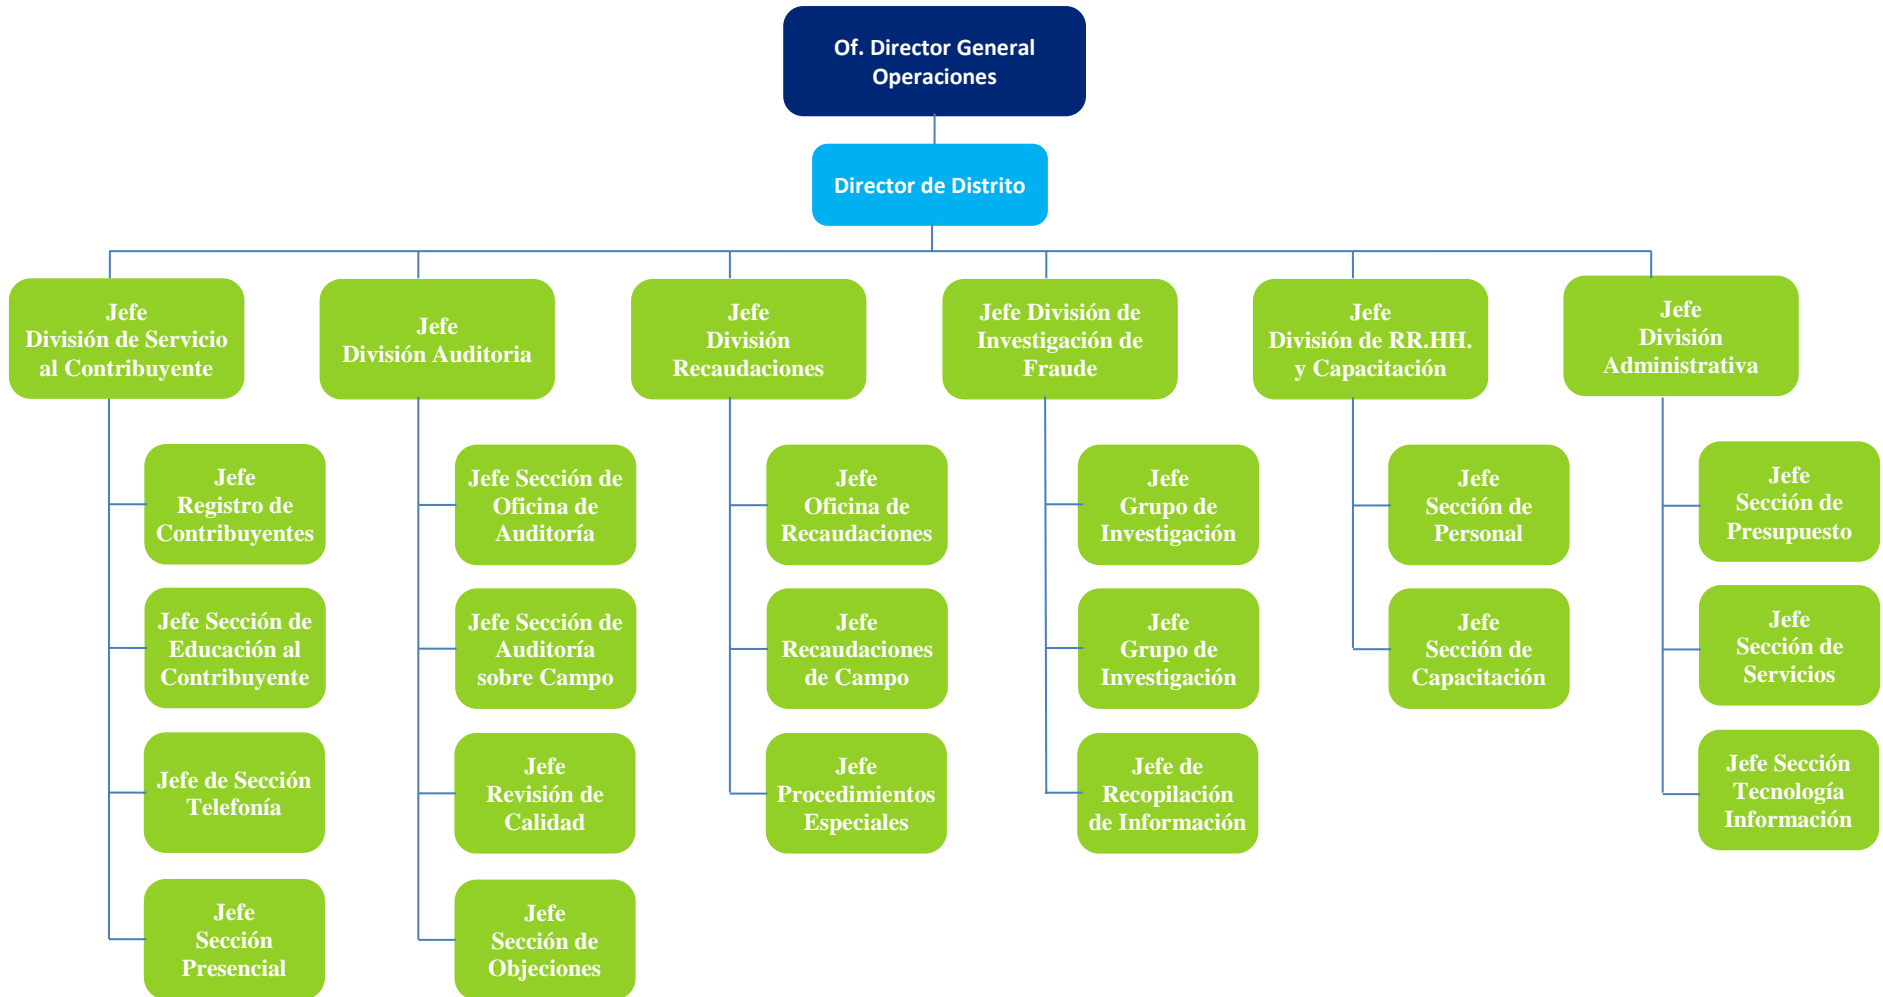 Of. Director General
Operaciones
Director de Distrito
Jefe
División de Servicio
al Contribuyente
Jefe
División Auditoria
Jefe
División
Recaudaciones
Jefe División de
Investigación de
Fraude
Jefe
División de RR.HH.
y Capacitación
Jefe
División
Administrativa
Jefe
Registro de
Contribuyentes
Jefe Sección de
Oficina de
Auditoría
Jefe
Oficina de
Recaudaciones
Jefe
Grupo de
Investigación
Jefe
Sección de
Personal
Jefe
Sección de
Presupuesto
Jefe Sección de
Educación al
Contribuyente
Jefe Sección de
Auditoría
sobre Campo
Jefe
Recaudaciones
de Campo
Jefe
Grupo de
Investigación
Jefe
Sección de
Capacitación
Jefe
Sección de
Servicios
Jefe de Sección
Telefonía
Jefe
Revisión de
Calidad
Jefe
Procedimientos
Especiales
Jefe de
Recopilación
de Información
Jefe Sección
Tecnología
Información
Jefe
Sección
Presencial
Jefe
Sección de
Objeciones